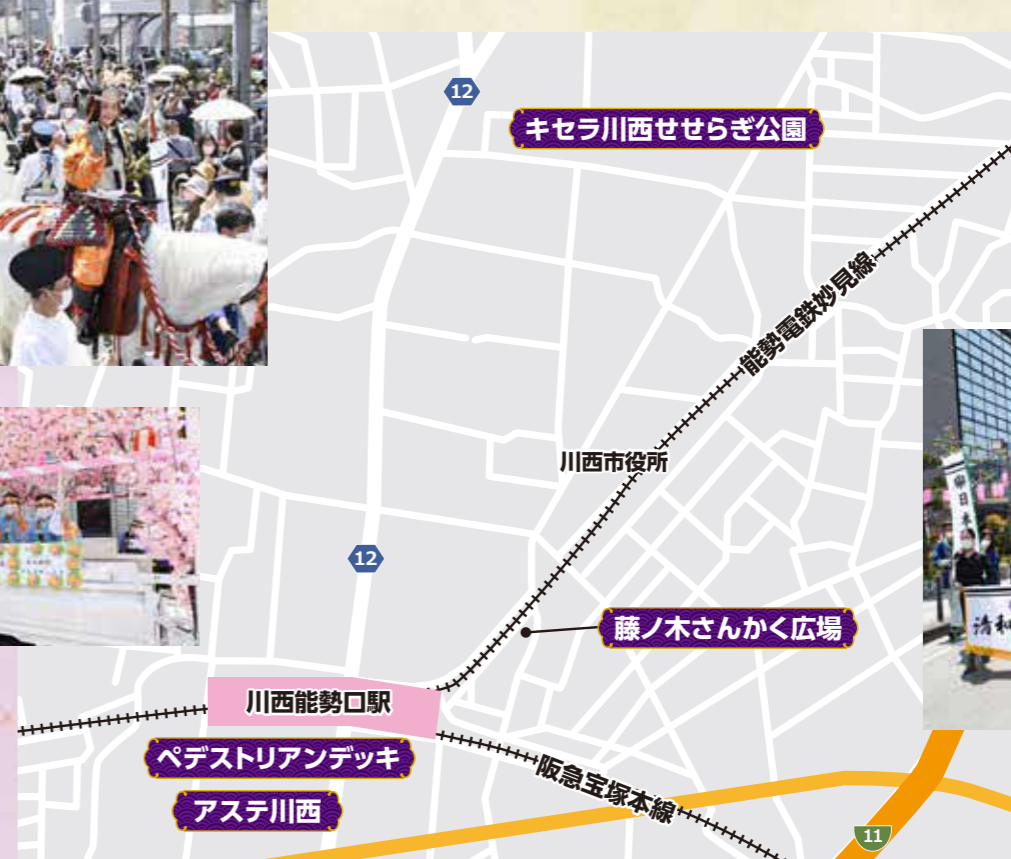 12
キセラ川西せせらぎ公園
能勢電鉄妙見線
川西市役所
12
藤ノ木さんかく広場
川西能勢口駅
ペデストリアンデッキ
アステ川西
阪急宝塚本線
11
清和